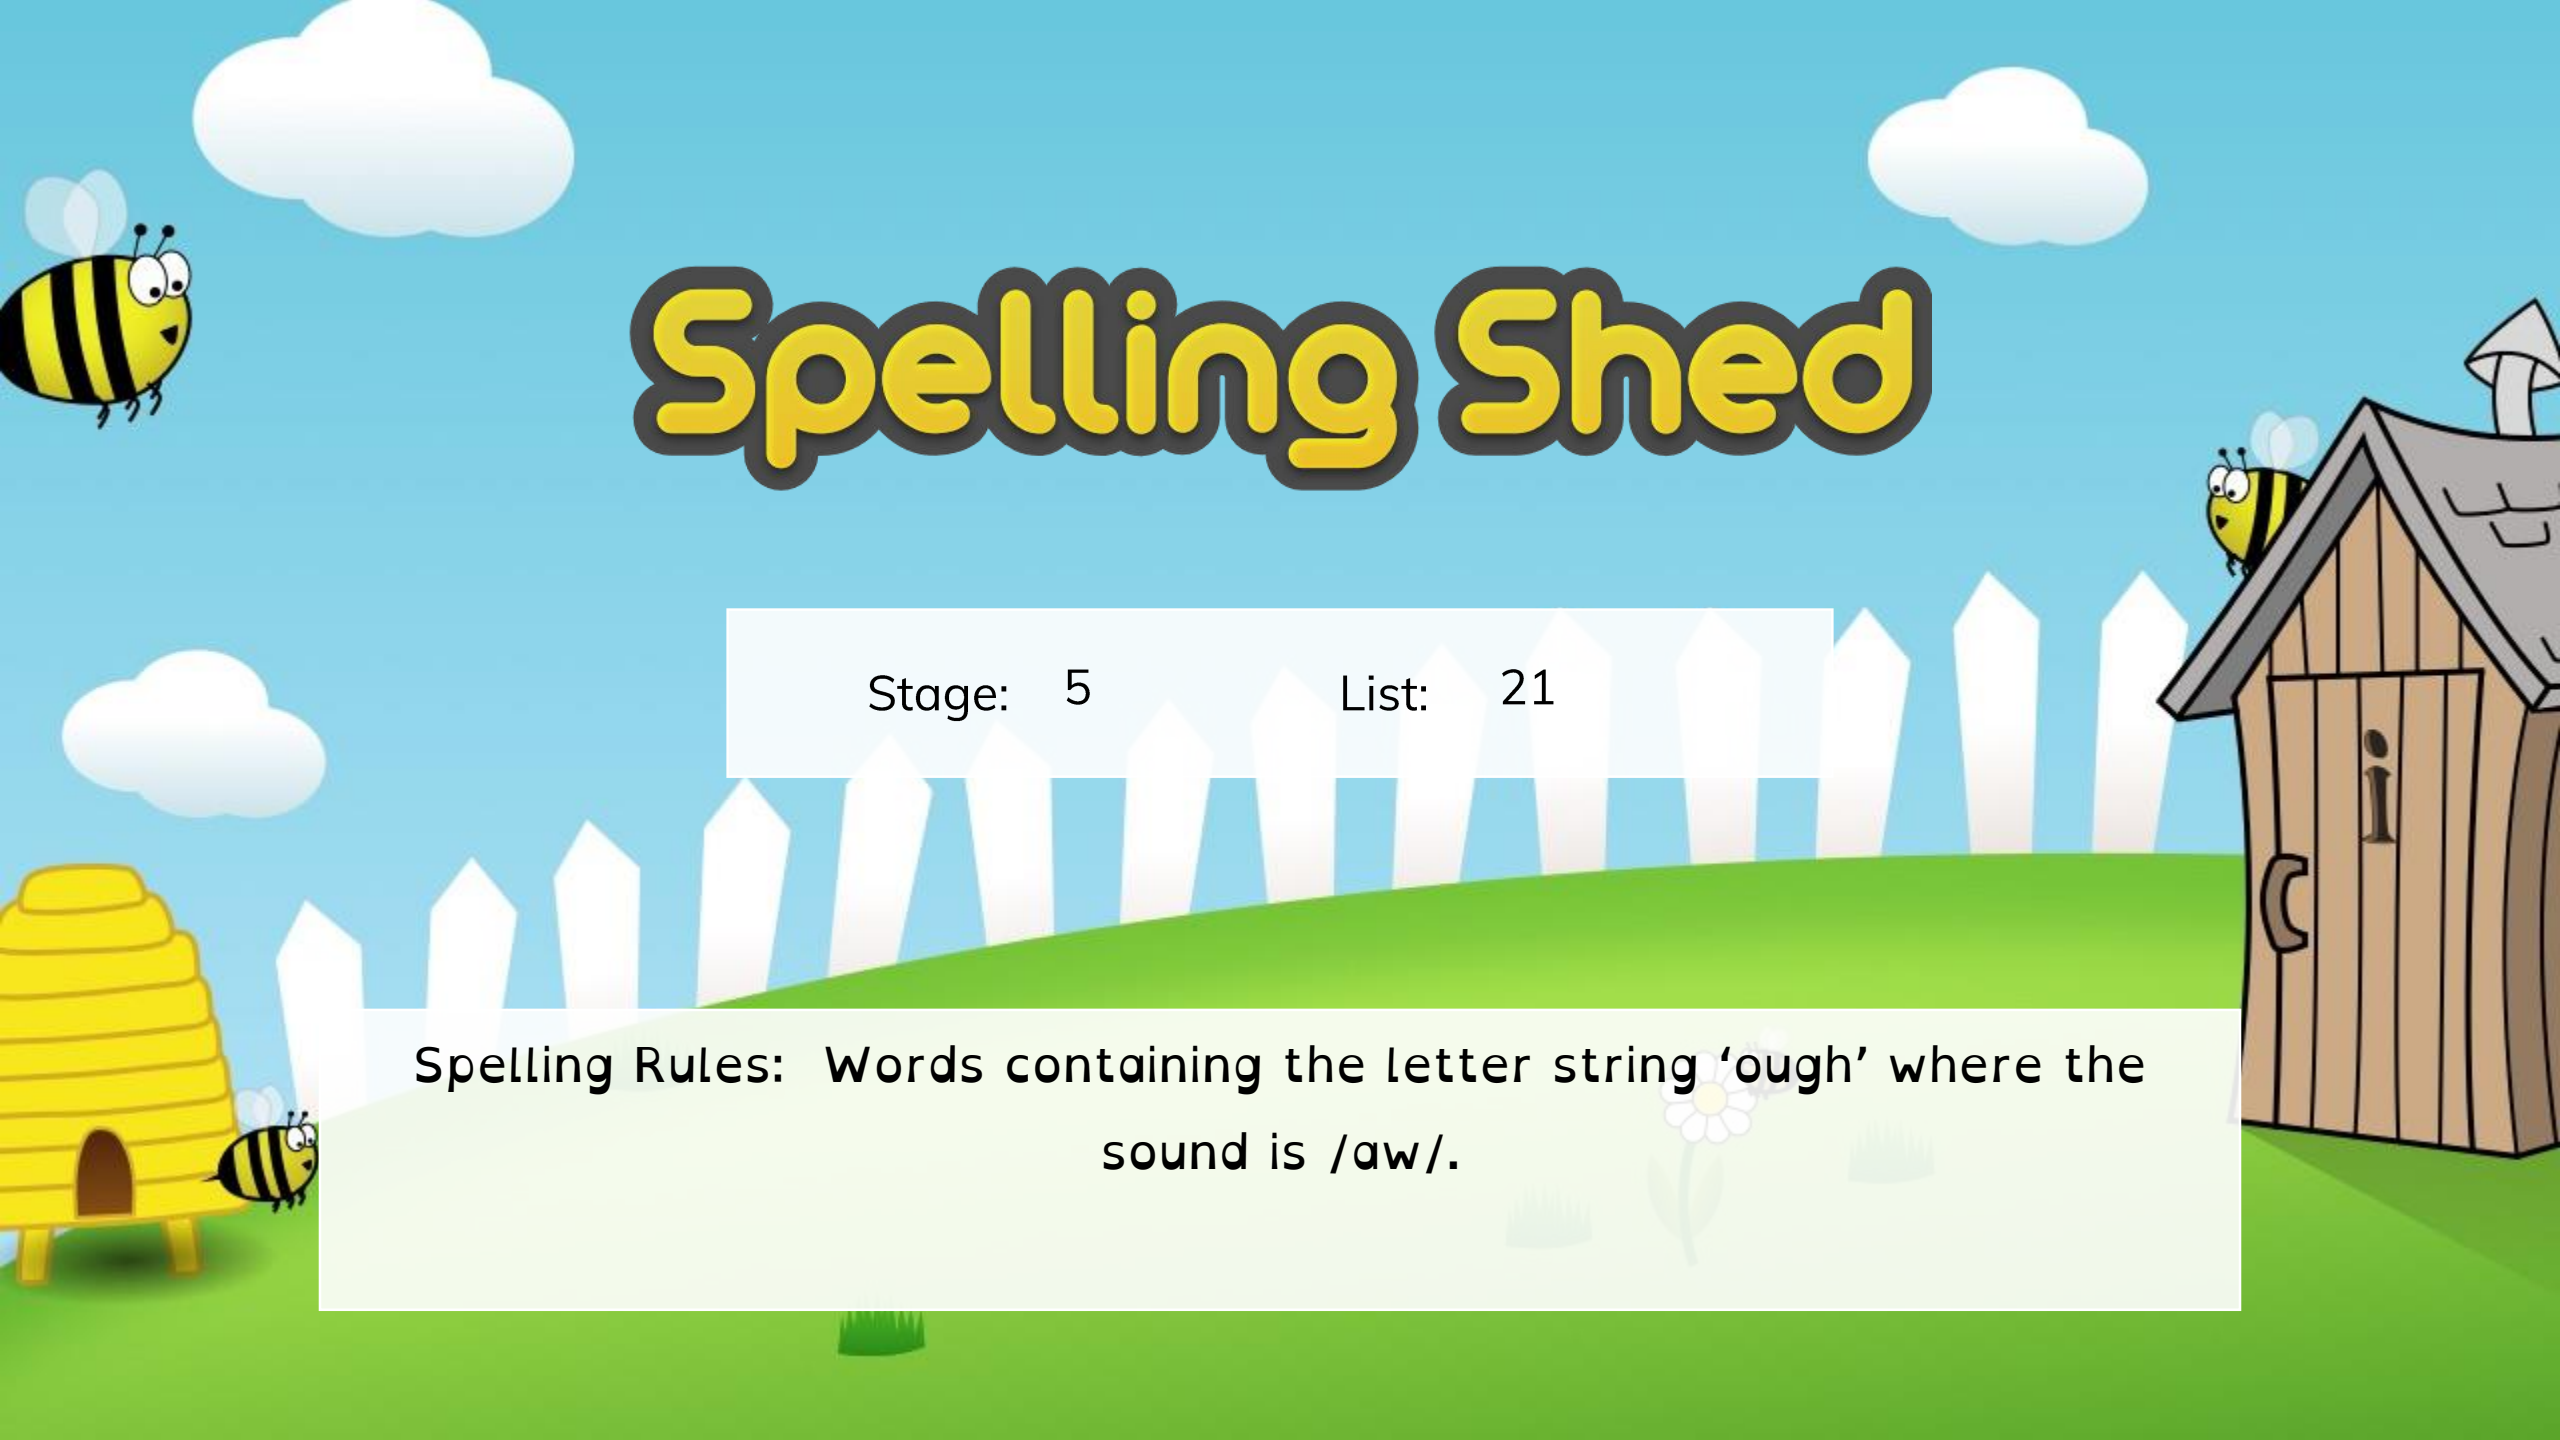 Spelling Shed
Stage: 5 List: 21
i
Spelling Rules: Words containing the letter string ‘ough’ where the
sound is /aw/.